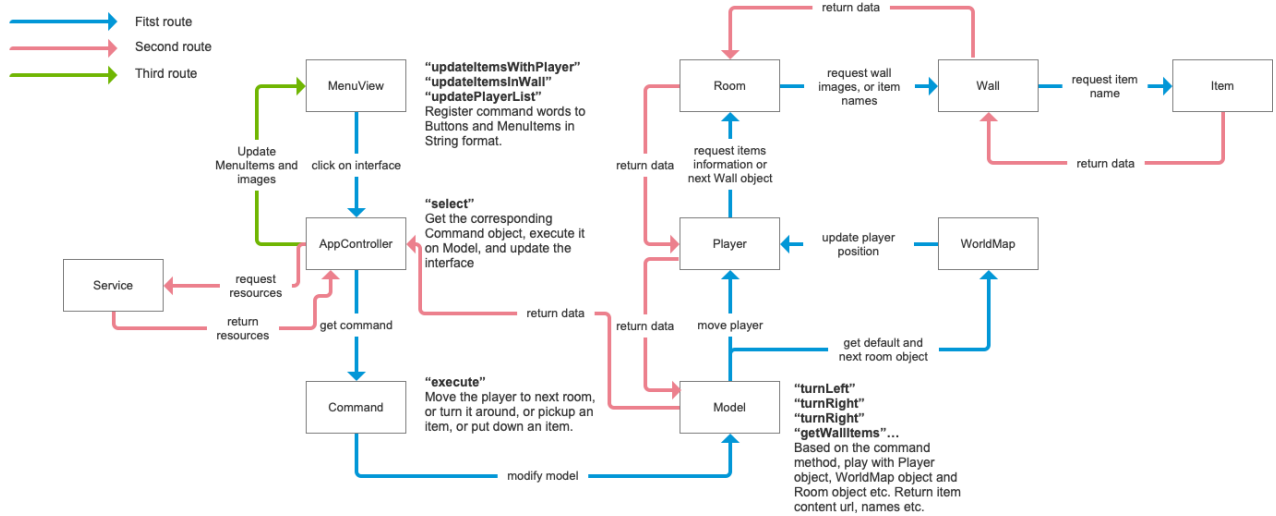 Fitst route
Second route
Third route
MenuView
"updateItemsWithPlayer"
"updateItemsInWall"
"updatePlayerList"
Register command words to
Buttons and MenuItems in
String format.
Update
MenuItems and
images
click on interface
AppController
"select"
Get the corresponding
Command object, execute it
on Model, and update the
interface
Service
request
resources
return
resources
get command
Command
"execute"
Move the player to next room,
or turn it around, or pickup an
item, or put down an item.
modify model
return data
Room
request wall
images, or item
names
Wall
request item
name
Item
return data
return data
return data
request items
information or
next Wall object
Player
update player
position
WorldMap
return data
return data
move player
get default and
next room object
Model
"turnLeft"
"turnRight"
"turnRight"
"getWallItems"...
Based on the command
method, play with Player
object, WorldMap object and
Room object etc. Return item
content url, names etc.